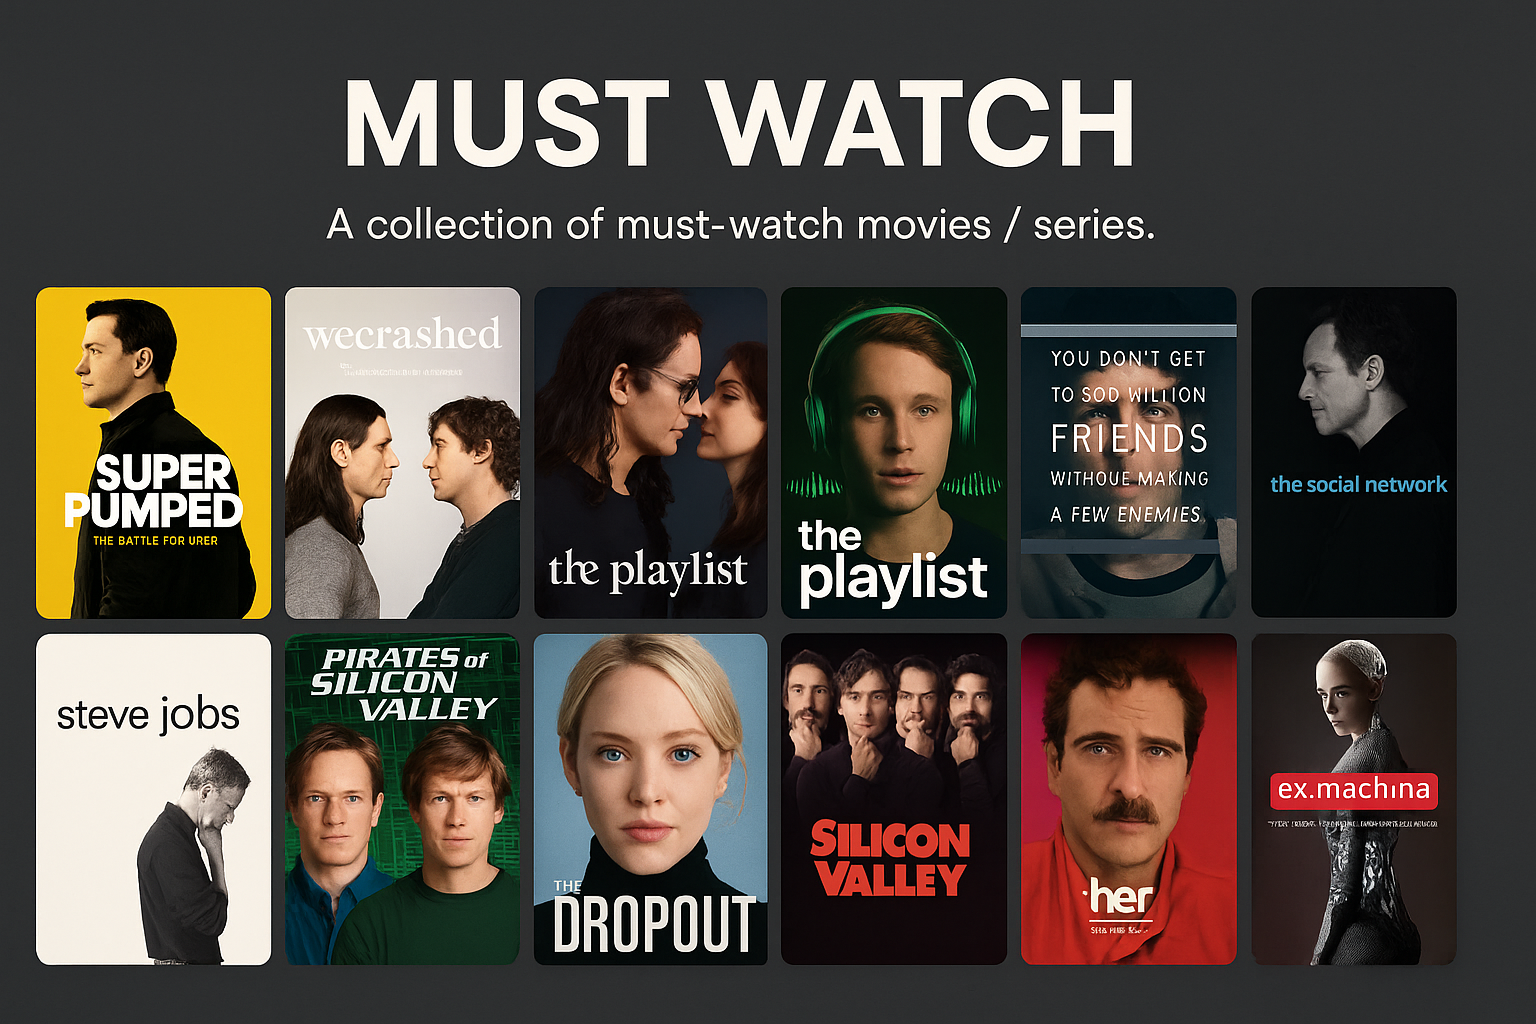 MUST WATCH
A collection of must-watch movies / series.
SUPER
PUMPED
THE BATTLE FOR URER
wecrashed
the playlist
the
playlist
YOU DON'T GET
TO SOD WILLION
FRIENDS
WITHOUE MAKING
A FEW ENEMIES
the social network
steve jobs
PIRATES of
SILICON
VALLEY
THE
DROPOUT
SILICON
VALLEY
her
ex.machina